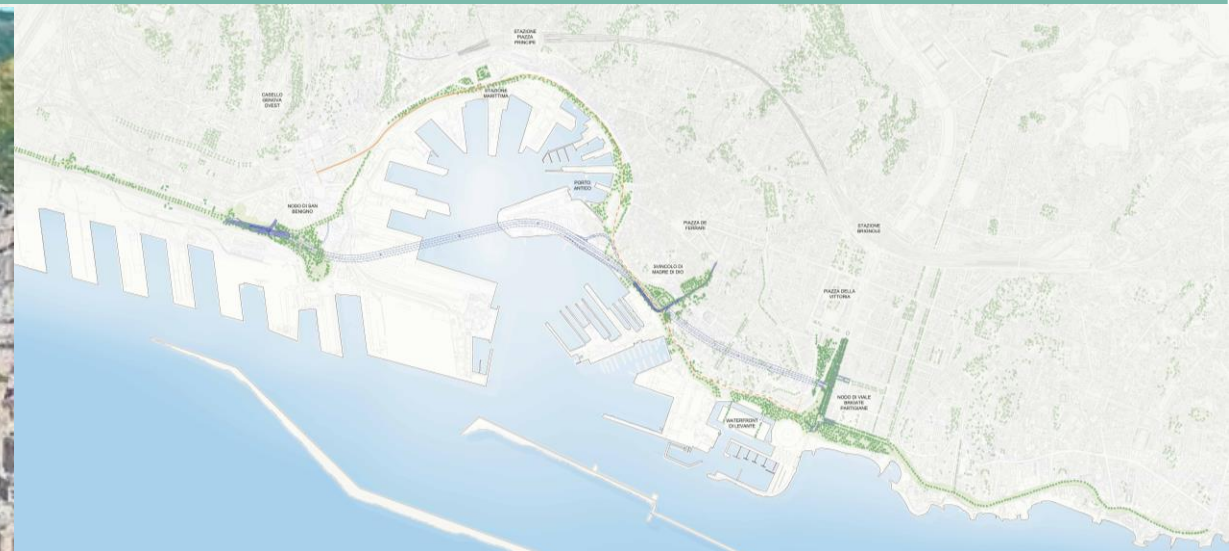 STAZIONE
PIAZZA
PRINCIPE
CASELLO
GENOVA
OVEST
STAZIONE
MARITTIMA
NODO DI SAN
BENIGNO
PORTO
ANTICO
PIAZZA DE
FERRARI
STAZIONE
BRIGNOLE
SVINCOLO DI
MADRE DI DIO
PIAZZA DELLA
VITTORIA
NODO DI VIALE
BRIGATE
PARTIGIANE
WATERFRONT
DI LEVANTE